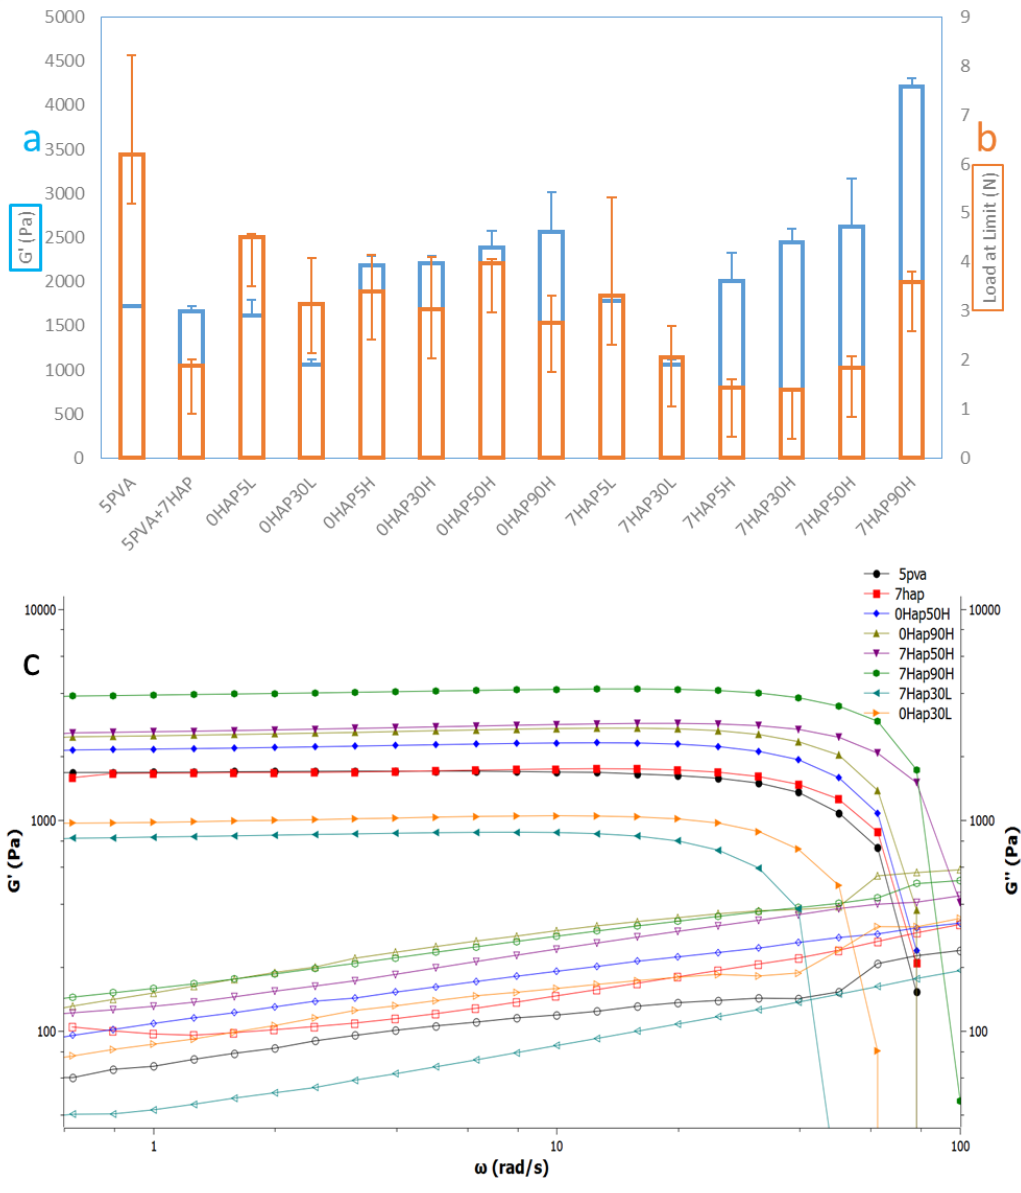 5000
4500
4000
3500
3000
2500
2000
1500
1000
500
0
a
G' (Pa)
9
8
7
6
5
4
3
2
1
0
b
Load at Limit (N)
5PVA
5PVA+7HAP
0HAP5L
0HAP30L
0HAP5H
0HAP30H
0HAP50H
0HAP90H
7HAP5L
7HAP30L
7HAP5H
7HAP30H
7HAP50H
7HAP90H
5pva
7hap
0Hap50H
0Hap90H
7Hap50H
7Hap90H
7Hap30L
0Hap30L
C
10000
1000
100
G' (Pa)
10000
1000
100
G'' (Pa)
1
10
100
ω (rad/s)